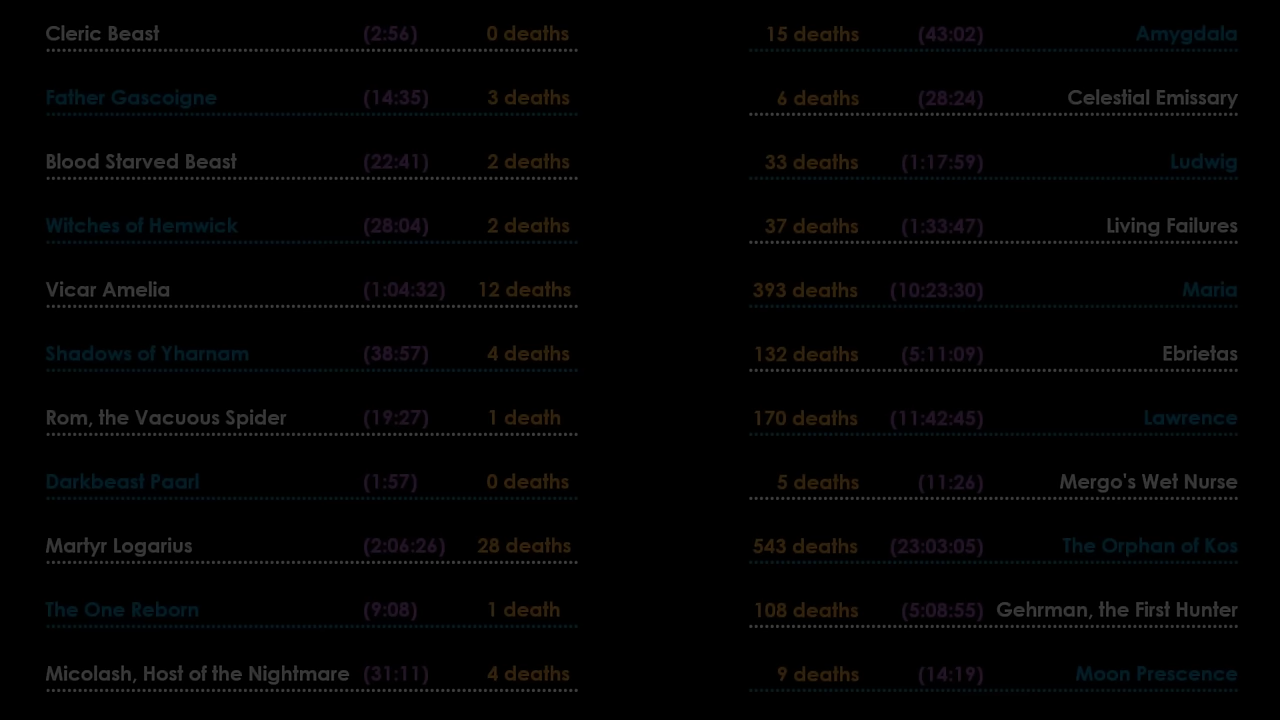 Cleric Beast (2:56) 0 deaths
Father Gascoigne (14:35) 3 deaths
Blood Starved Beast (22:41) 2 deaths
Witches of Hemwick (28:04) 2 deaths
Vicar Amelia (1:04:32) 12 deaths
Shadows of Yharnam (38:57) 4 deaths
Rom, the Vacuous Spider (19:27) 1 death
Darkbeast Paarl (1:57) 0 deaths
Martyr Logarius (2:06:26) 28 deaths
The One Reborn (9:08) 1 death
Micolash, Host of the Nightmare (31:11) 4 deaths
15 deaths (43:02) Amygdala
6 deaths (28:24) Celestial Emissary
33 deaths (1:17:59) Ludwig
37 deaths (1:33:47) Living Failures
393 deaths (10:23:30) Maria
132 deaths (5:11:09) Ebrietas
170 deaths (11:42:45) Lawrence
5 deaths (11:26) Mergo's Wet Nurse
543 deaths (23:03:05) The Orphan of Kos
108 deaths (5:08:55) Gehrman, the First Hunter
9 deaths (14:19) Moon Prescence